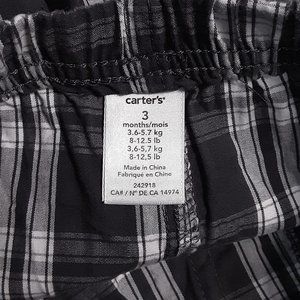 carter's®
3
months/mois
3.6-5.7 kg
8-12.5 lb
3,6-5,7 kg
8-12,5 lb
Made in China
Fabriqué en Chine
242918
CA# / Nº DE CA 14974